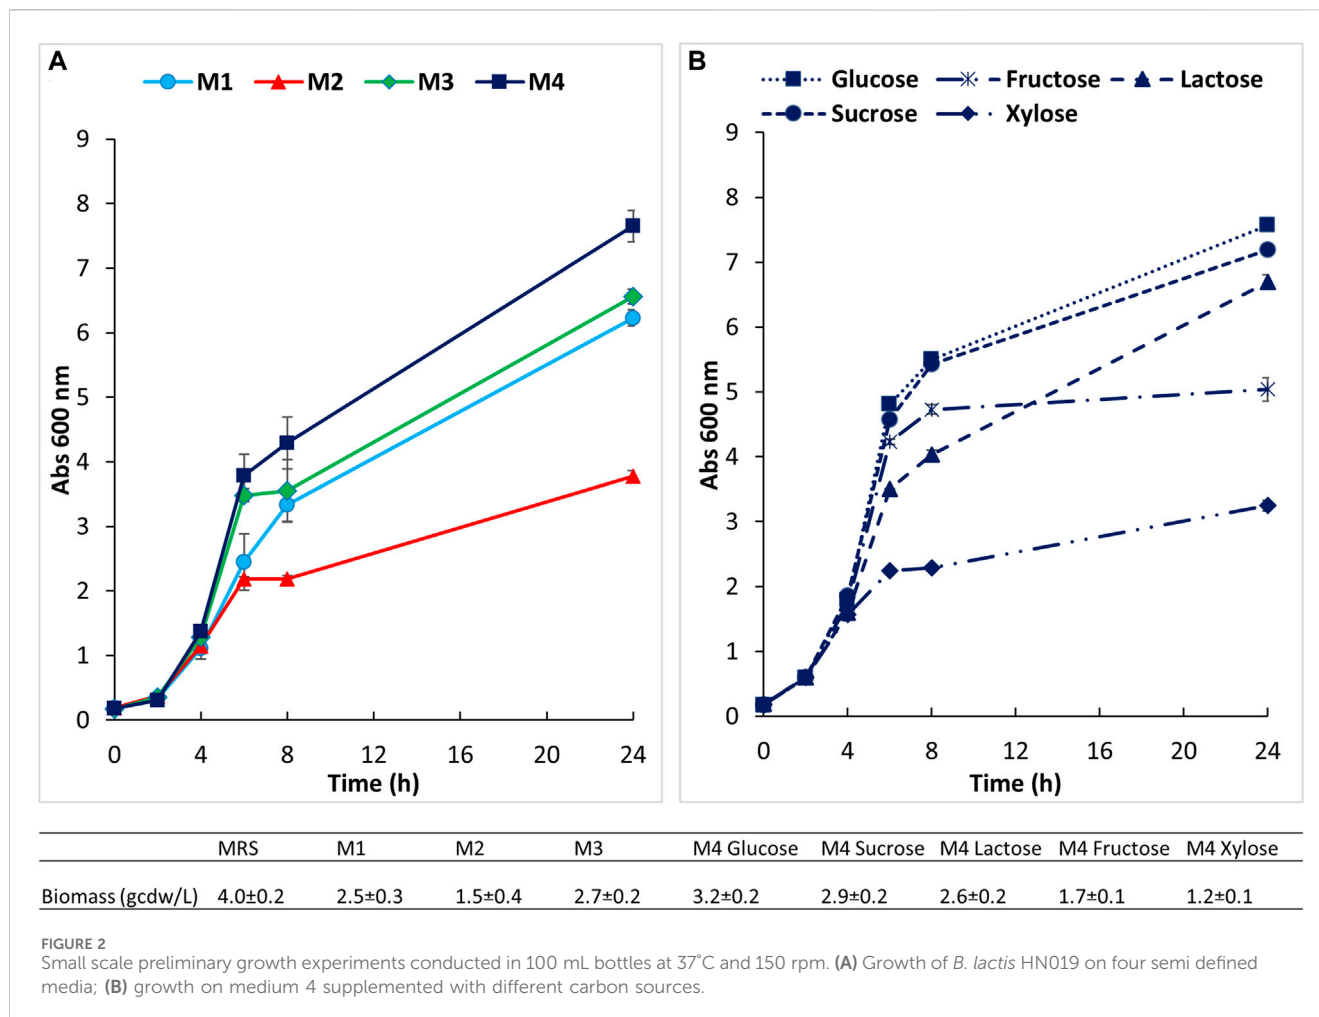 A
M1 M2 M3 M4
9
8
7
6
5
4
3
2
1
0
Abs 600 nm
0 4 8 12 16 20 24
Time (h)
B
Glucose Fructose Lactose
Sucrose Xylose
9
8
7
6
5
4
3
2
1
0
Abs 600 nm
0 4 8 12 16 20 24
Time (h)
MRS M1 M2 M3 M4 Glucose M4 Sucrose M4 Lactose M4 Fructose M4 Xylose
Biomass (gcdw/L) 4.0±0.2 2.5±0.3 1.5±0.4 2.7±0.2 3.2±0.2 2.9±0.2 2.6±0.2 1.7±0.1 1.2±0.1
FIGURE 2
Small scale preliminary growth experiments conducted in 100 mL bottles at 37°C and 150 rpm. (A) Growth of B. lactis HN019 on four semi defined
media; (B) growth on medium 4 supplemented with different carbon sources.